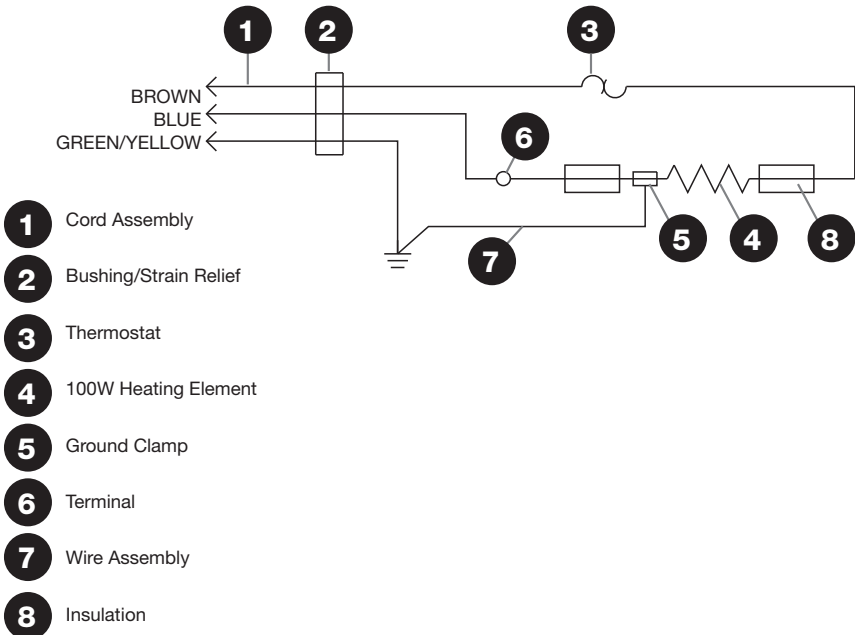 1 2 3
BROWN
BLUE
GREEN/YELLOW
6
5 4 8
7
1 Cord Assembly
2 Bushing/Strain Relief
3 Thermostat
4 100W Heating Element
5 Ground Clamp
6 Terminal
7 Wire Assembly
8 Insulation